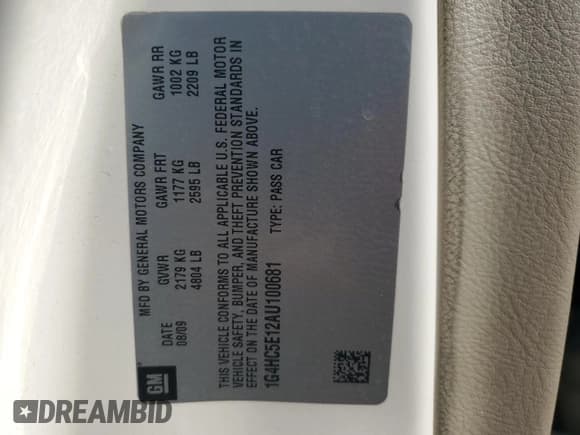 MFD BY GENERAL MOTORS COMPANY
DATE GVWR GAWR FRT GAWR RR
08/09 2179 KG 1177 KG 1002 KG
4804 LB 2595 LB 2209 LB
THIS VEHICLE CONFORMS TO ALL APPLICABLE U.S. FEDERAL MOTOR
VEHICLE SAFETY, BUMPER, AND THEFT PREVENTION STANDARDS IN
EFFECT ON THE DATE OF MANUFACTURE SHOWN ABOVE.
1G4HC5E12AU100681 TYPE: PASS CAR
GM
DREAMBID